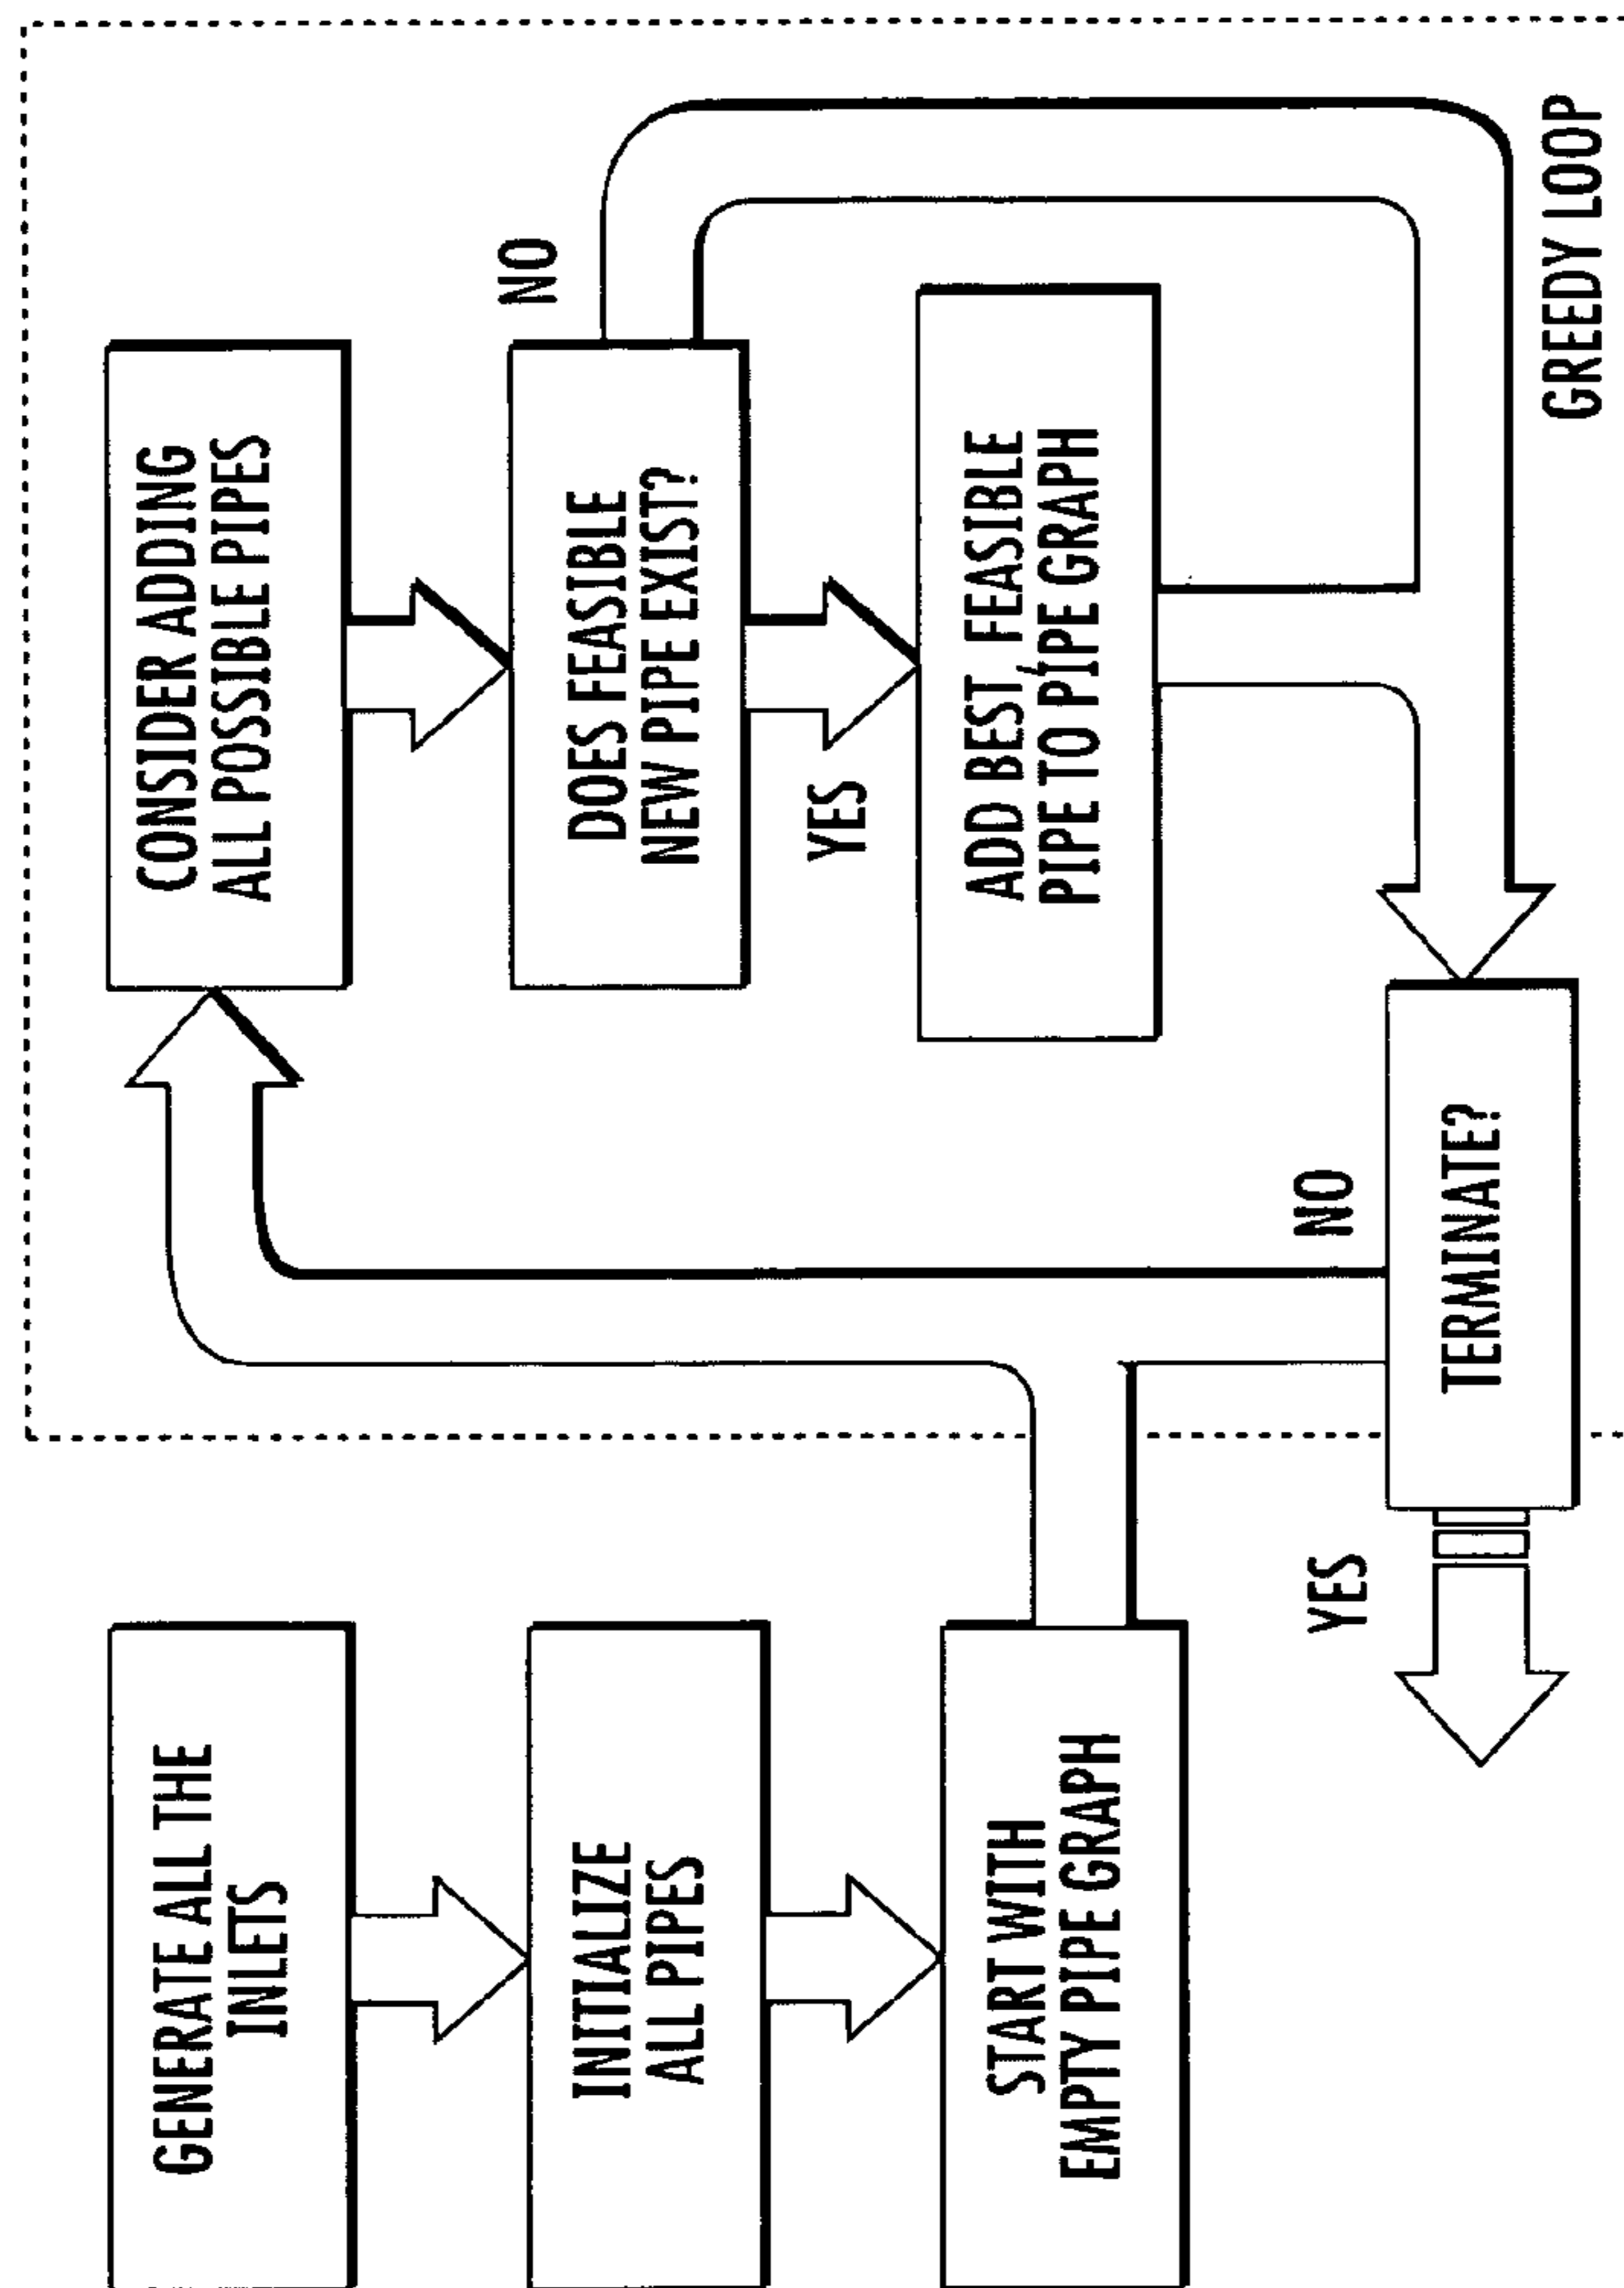 GENERATE ALL THE
INLETS
INITIALIZE
ALL PIPES
START WITH
EMPTY PIPE GRAPH
CONSIDER ADDING
ALL POSSIBLE PIPES
DOES FEASIBLE
NEW PIPE EXIST?
NO
YES
ADD BEST FEASIBLE
PIPE TO PIPE GRAPH
NO
TERMINATE?
YES
GREEDY LOOP